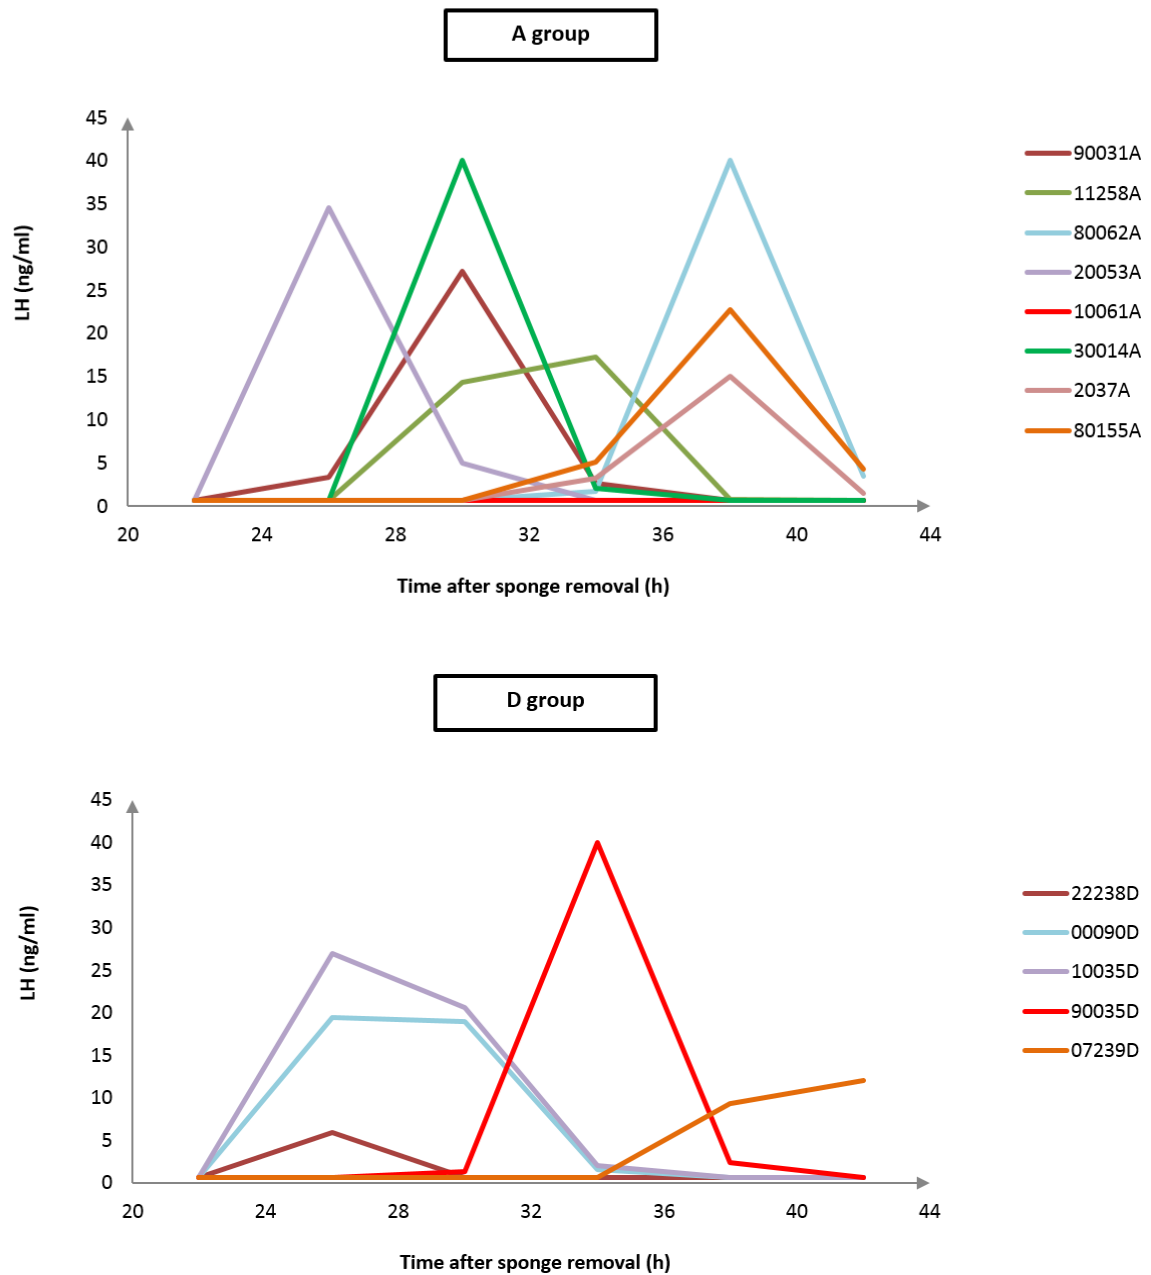 A group
45
40
35
30
25
20
15
10
5
0
LH (ng/ml)
20 24 28 32 36 40 44
Time after sponge removal (h)
90031A
11258A
80062A
20053A
10061A
30014A
2037A
80155A
D group
45
40
35
30
25
20
15
10
5
0
LH (ng/ml)
20 24 28 32 36 40 44
Time after sponge removal (h)
22238D
00090D
10035D
90035D
07239D